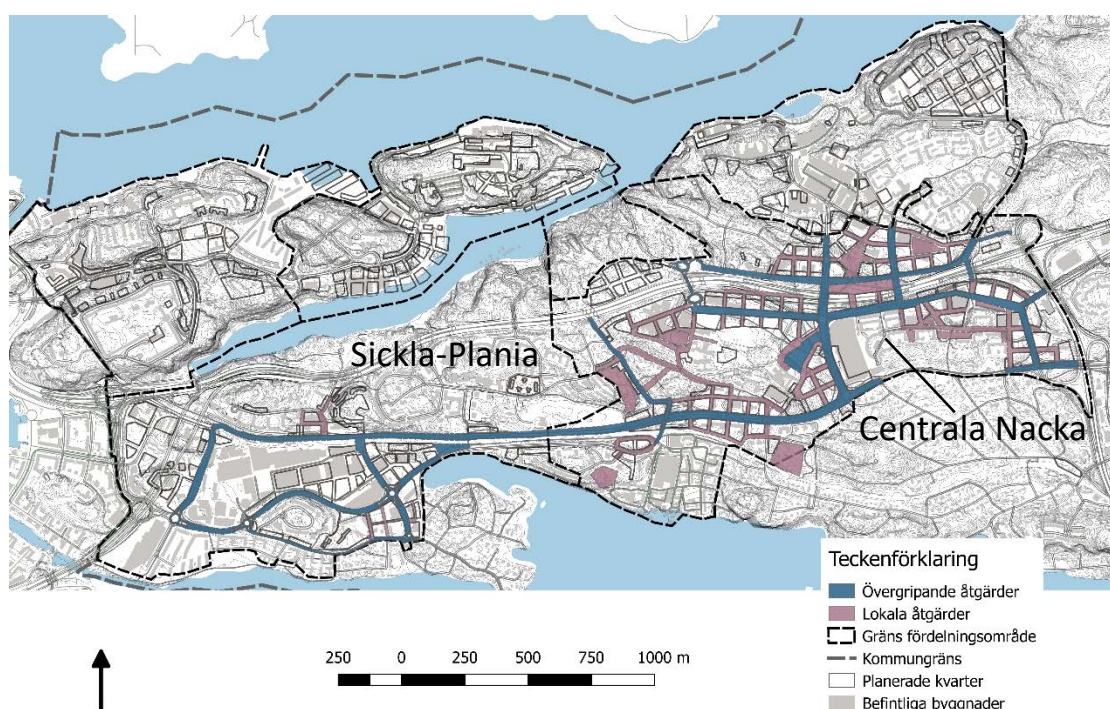 Sickla-Plania
Centrala Nacka
Teckenförklaring
Övergripande åtgärder
Lokala åtgärder
Gräns fördelningsområde
Kommungräns
Planerade kvarter
Befintliga byggnader
250 0 250 500 750 1000 m